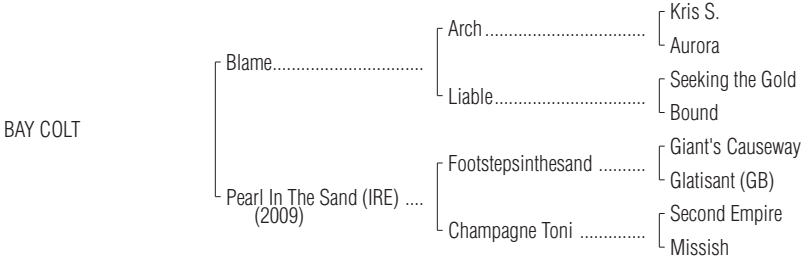 Kris S.
Arch
Aurora
Blame
Seeking the Gold
Liable
Bound
BAY COLT
Giant's Causeway
Footstepsinthesand
Glatisant (GB)
Pearl In The Sand (IRE)
(2009)
Second Empire
Champagne Toni
Missish